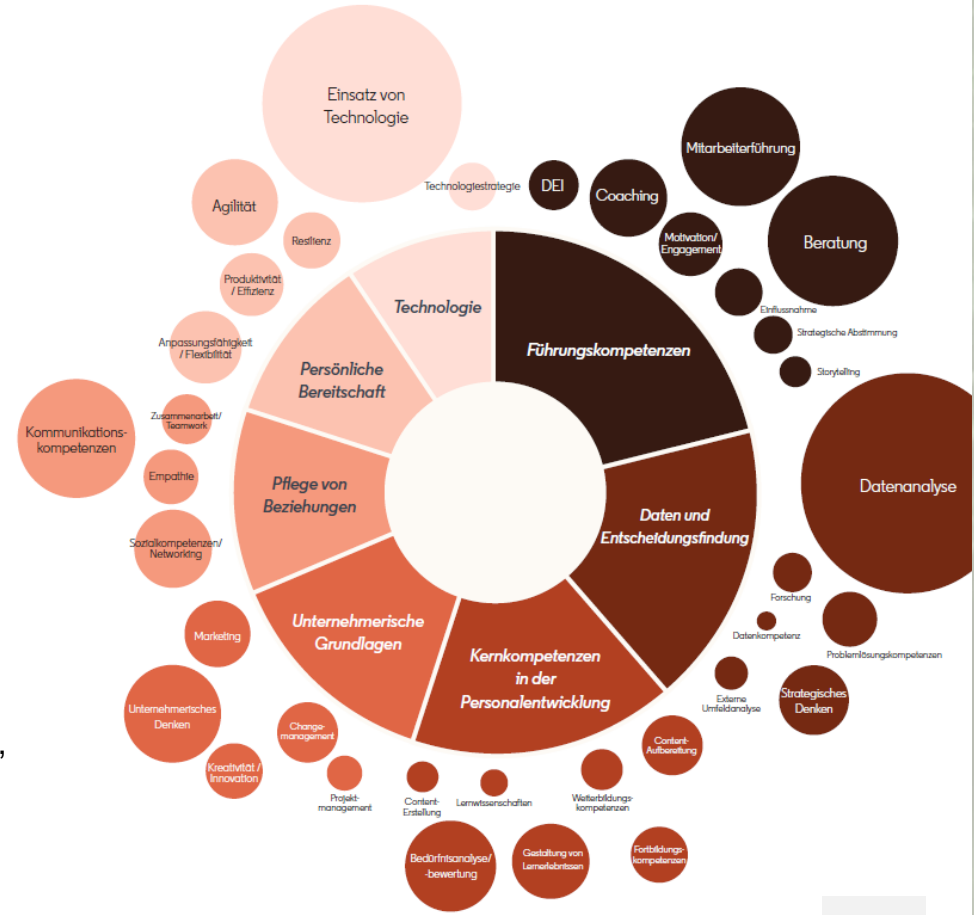 Einsatz von
Technologie
Technologiestrategie
DEI
Coaching
Mitarbeiterführung
Motivation/
Engagement
Beratung
Einflussnahme
Strategische Abstimmung
Storytelling
Agilität
Resilienz
Produktivität
/ Effizienz
Anpassungsfähigkeit
/ Flexibilität
Technologie
Führungskompetenzen
Persönliche
Bereitschaft
Kommunikations-
kompetenzen
Zusammenarbeit/
Teamwork
Empathie
Sozialkompetenzen/
Networking
Pflege von
Beziehungen
Daten und
Entscheidungsfindung
Datenanalyse
Forschung
Datenkompetenz
Problemlösungskompetenzen
Externe
Umfeldanalyse
Strategisches
Denken
Unternehmerische
Grundlagen
Kernkompetenzen
in der
Personalentwicklung
Marketing
Unternehmerisches
Denken
Kreativität /
Innovation
Change-
management
Projekt-
management
Content-
Erstellung
Lernwissenschaften
Weiterbildungs-
kompetenzen
Content-
Aufbereitung
Bedürfnisanalyse/
-bewertung
Gestaltung von
Lernerlebnissen
Fortbildungs-
kompetenzen
,